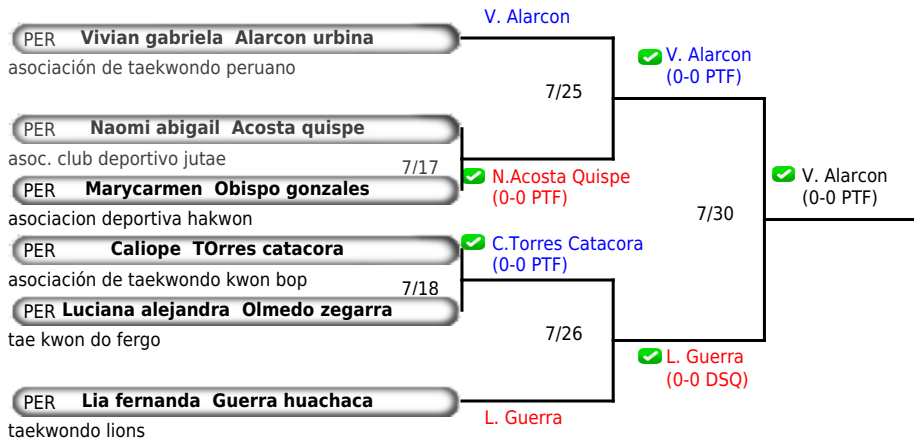 V. Alarcon
PER Vivian gabriela Alarcon urbina
asociación de taekwondo peruano
V. Alarcon
(0-0 PTF)
7/25
PER Naomi abigail Acosta quispe
asoc. club deportivo jutae
7/17
N.Acosta Quispe
(0-0 PTF)
PER Marycarmen Obispo gonzales
asociacion deportiva hakwon
V. Alarcon
(0-0 PTF)
7/30
PER Caliope TOrres catacora
C.Torres Catacora
(0-0 PTF)
asociación de taekwondo kwon bop
7/18
PER Luciana alejandra Olmedo zegarra
tae kwon do fergo
7/26
L. Guerra
(0-0 DSQ)
PER Lia fernanda Guerra huachaca
L. Guerra
taekwondo lions